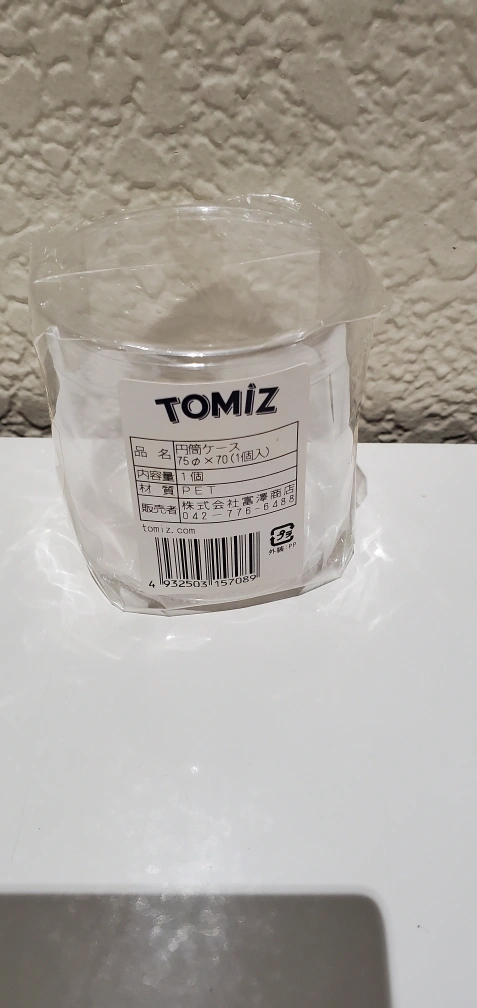 TOMIZ
品 名 円筒ケース
75φ×70(1個入)
内容量 1個
材 質 PET
販売者 株式会社富澤商店
042-776-6488
tomiz.com
プラ
外装:PP
4 932503 157089